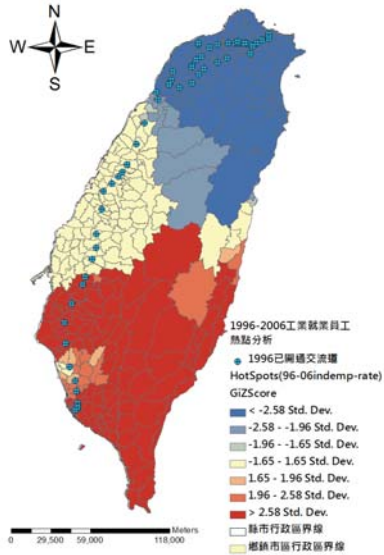 N
W E
S
1996-2006工業就業員工
熱點分析
1996已開通交流道
HotSpots(96-06indemp-rate)
GiZScore
< -2.58 Std. Dev.
-2.58 - -1.96 Std. Dev.
-1.96 - -1.65 Std. Dev.
-1.65 - 1.65 Std. Dev.
1.65 - 1.96 Std. Dev.
1.96 - 2.58 Std. Dev.
> 2.58 Std. Dev.
縣市行政區界線
鄉鎮市區行政區界線
Meters
0 29,500 59,000 118,000